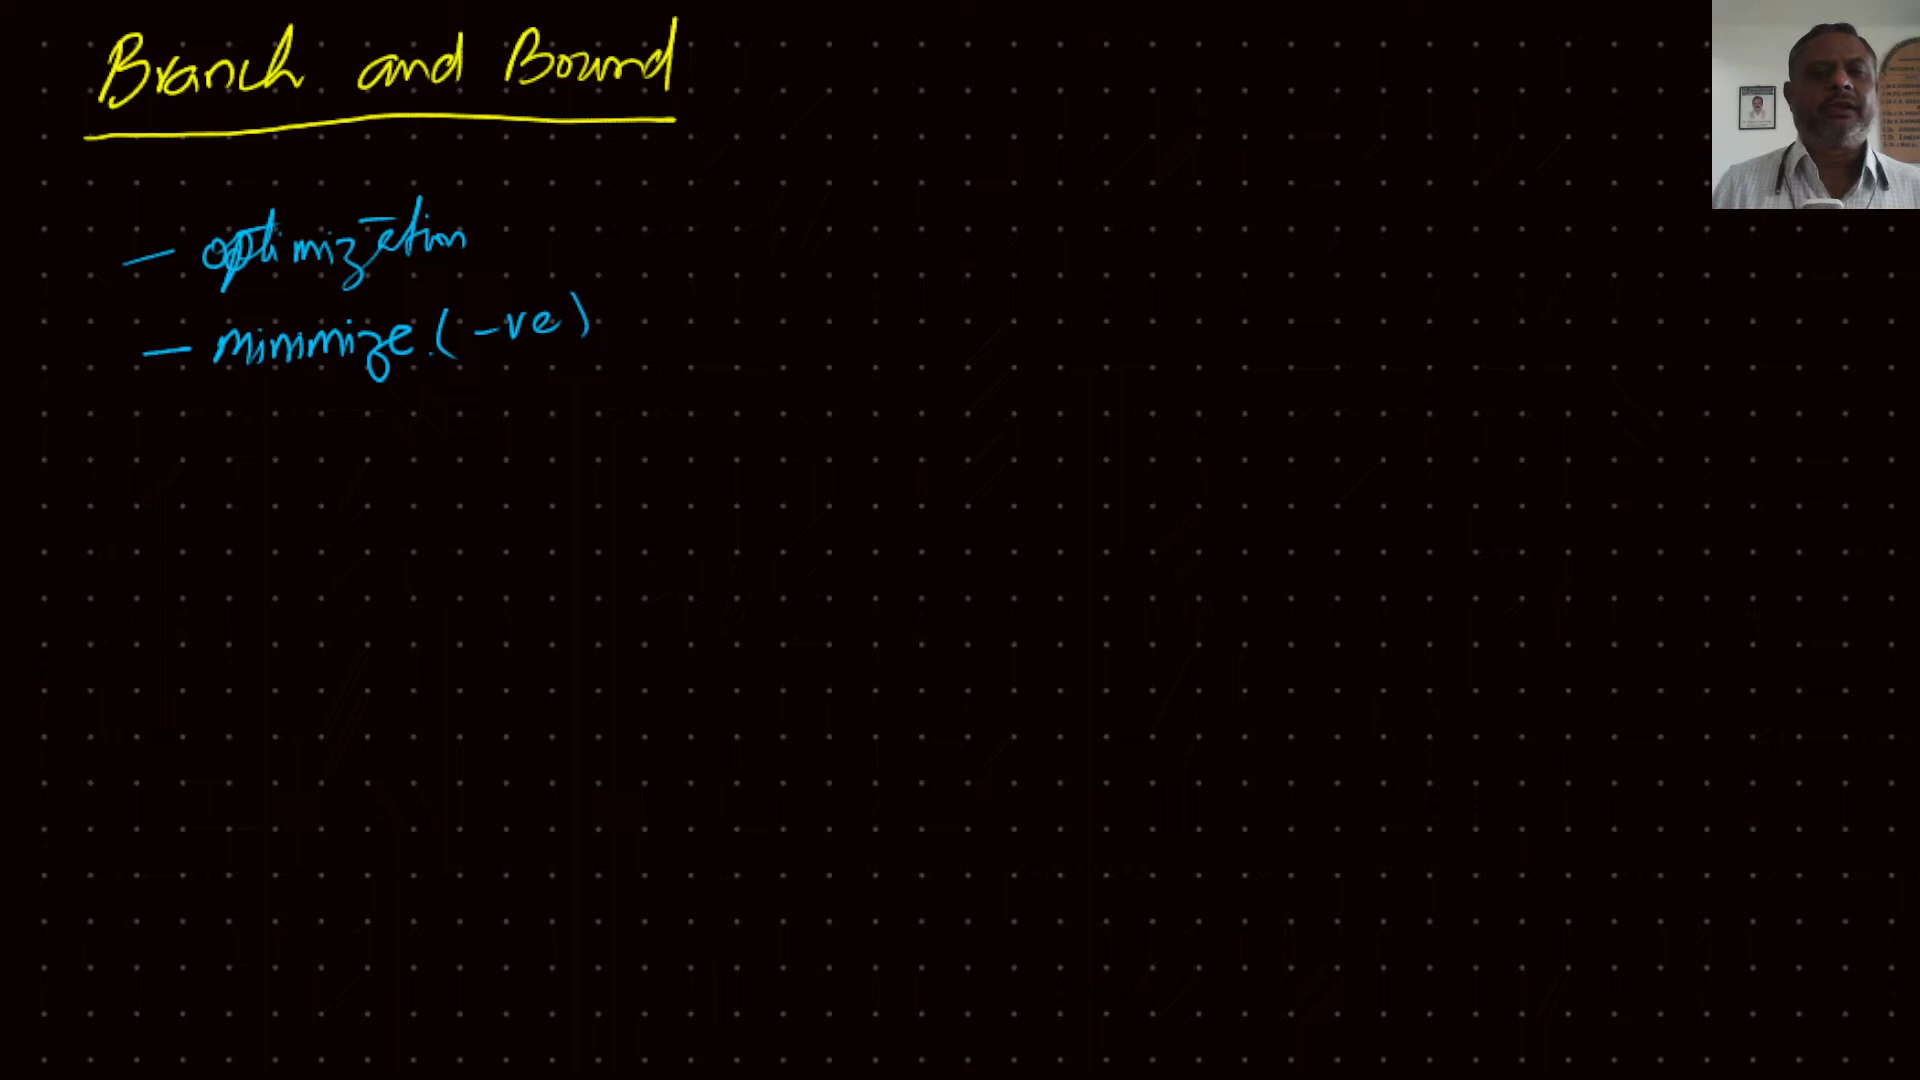 Branch and Bound
— optimization
— minimize. (-ve)